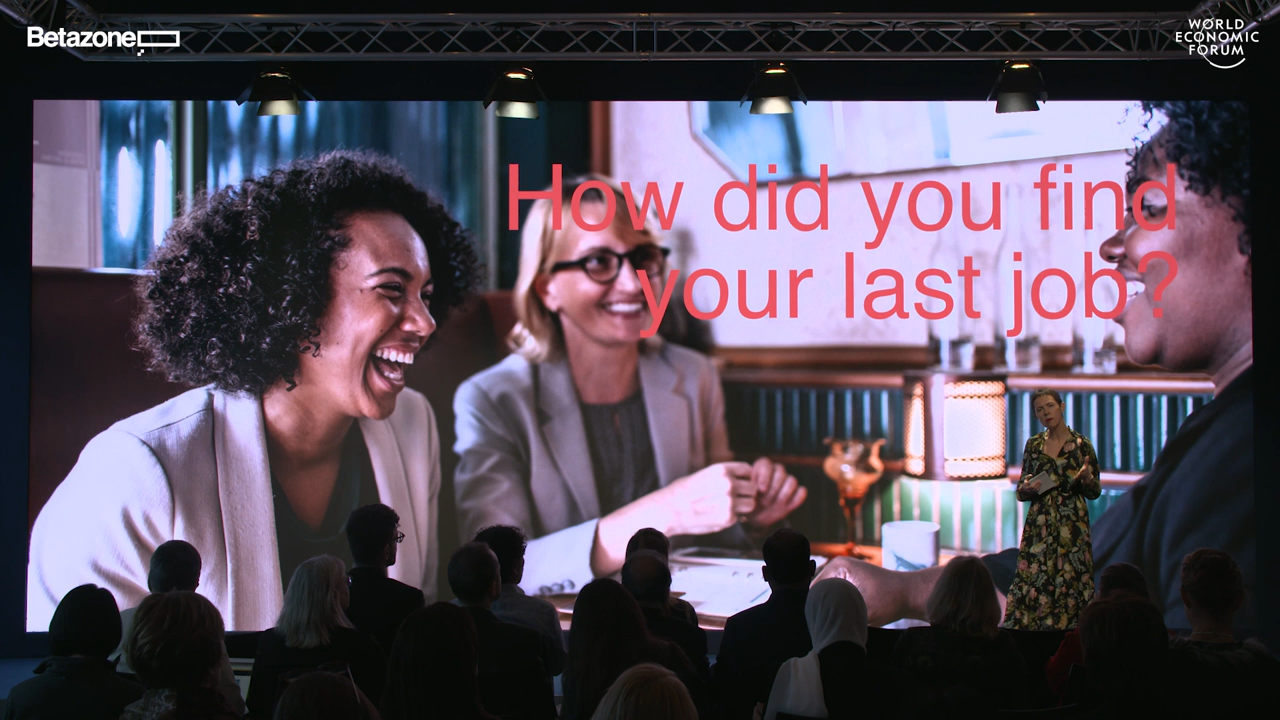 Betazone
WORLD
ECONOMIC
FORUM
How did you find
your last job?